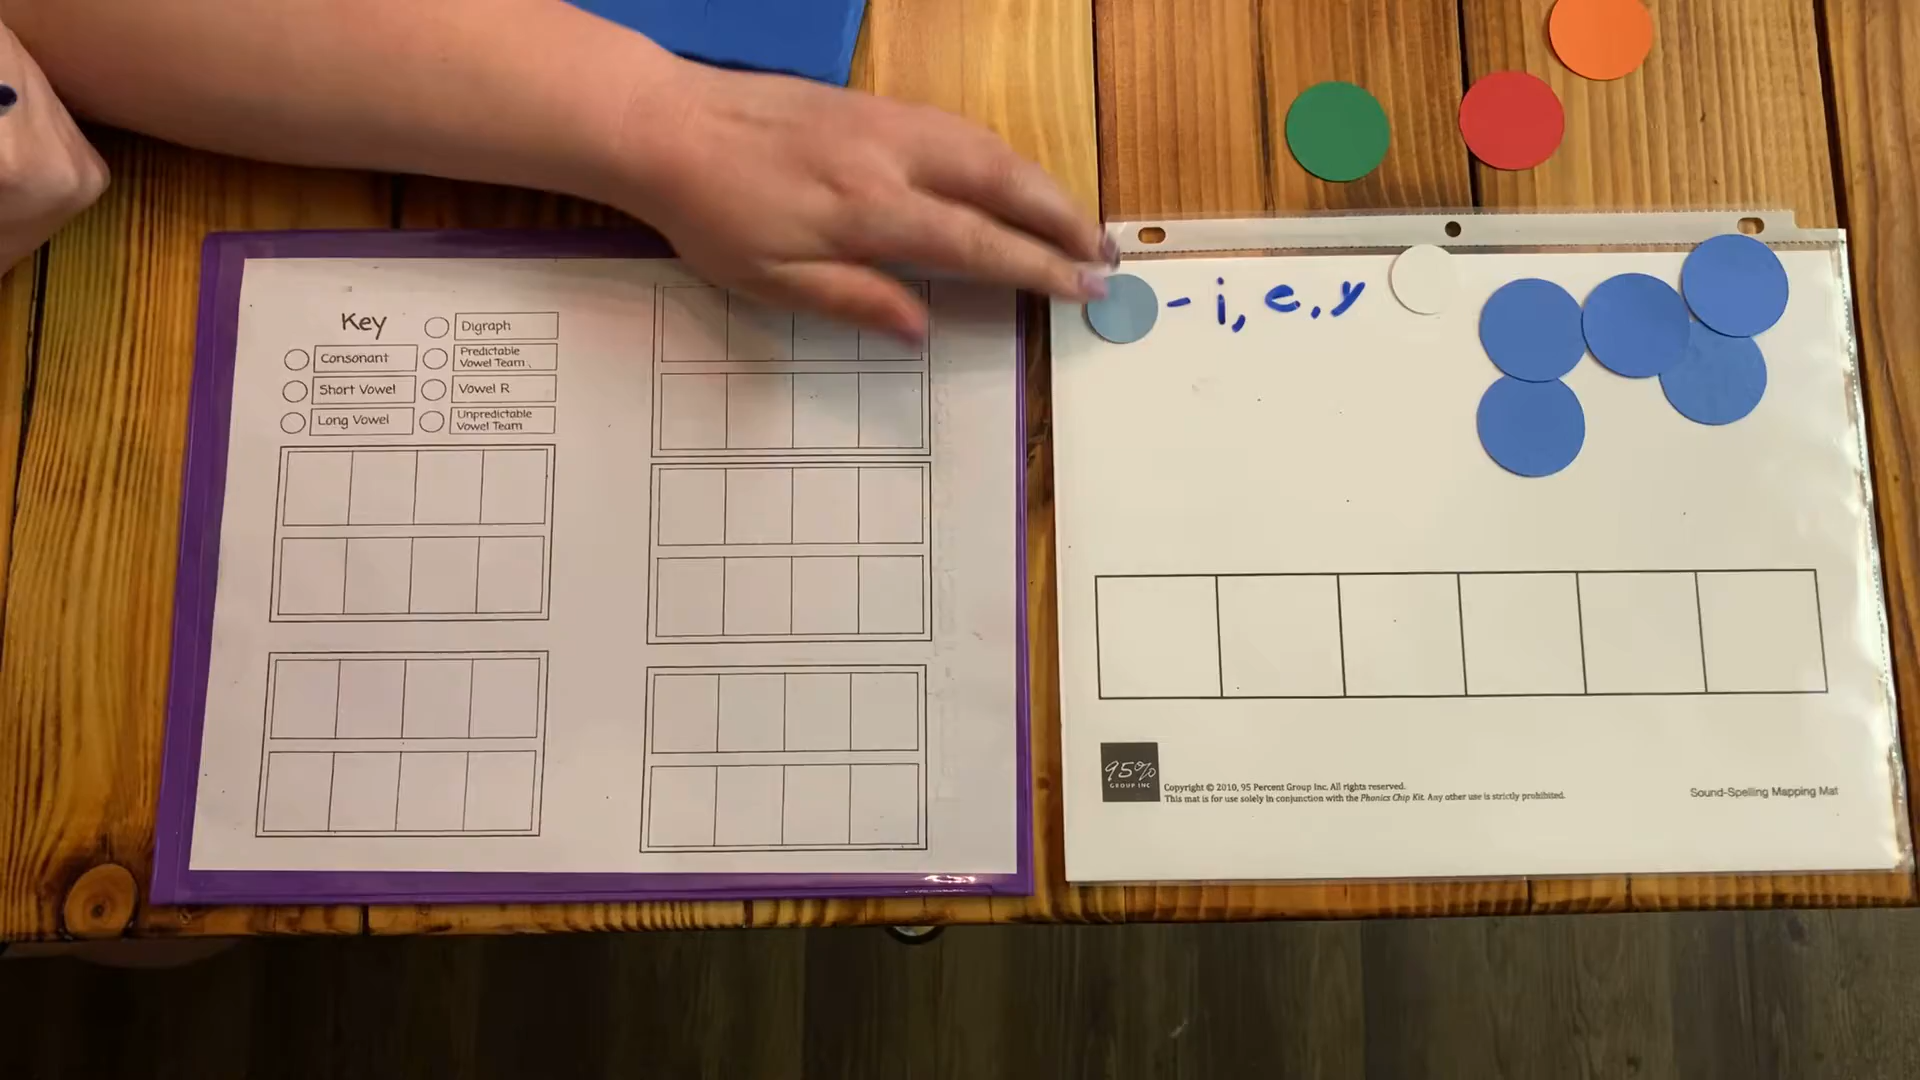 Key
Digraph
Consonant
Predictable
Vowel Team
Short Vowel
Vowel R
Long Vowel
Unpredictable
Vowel Team
- i, e, y
95%
GROUP INC
Copyright © 2010, 95 Percent Group Inc. All rights reserved.
This mat is for use solely in conjunction with the Phonics Chip Kit. Any other use is strictly prohibited.
Sound-Spelling Mapping Mat